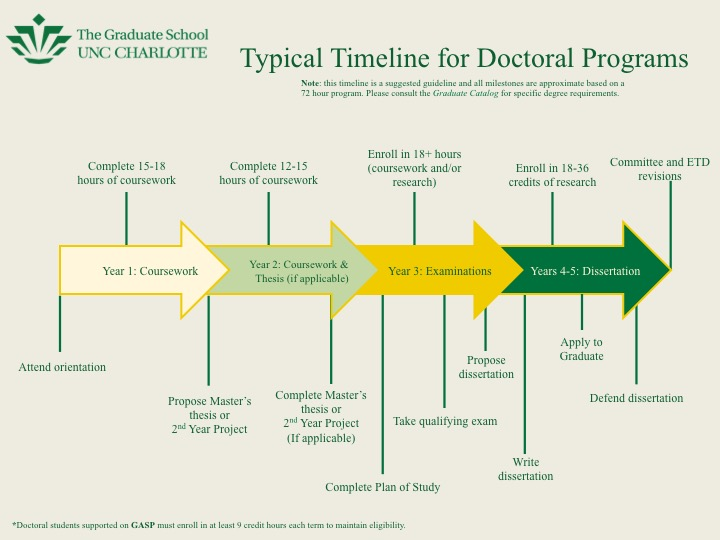 The Graduate School
UNC CHARLOTTE
Typical Timeline for Doctoral Programs
Note: this timeline is a suggested guideline and all milestones are approximate based on a
72 hour program. Please consult the Graduate Catalog for specific degree requirements.
Complete 15-18
hours of coursework
Complete 12-15
hours of coursework
Enroll in 18+ hours
(coursework and/or
research)
Enroll in 18-36
credits of research
Committee and ETD
revisions
Year 1: Coursework
Year 2: Coursework &
Thesis (if applicable)
Year 3: Examinations
Years 4-5: Dissertation
Attend orientation
Propose Master’s
thesis or
2nd Year Project
Complete Master’s
thesis or
2nd Year Project
(If applicable)
Complete Plan of Study
Take qualifying exam
Propose
dissertation
Write
dissertation
Apply to
Graduate
Defend dissertation
*Doctoral students supported on GASP must enroll in at least 9 credit hours each term to maintain eligibility.